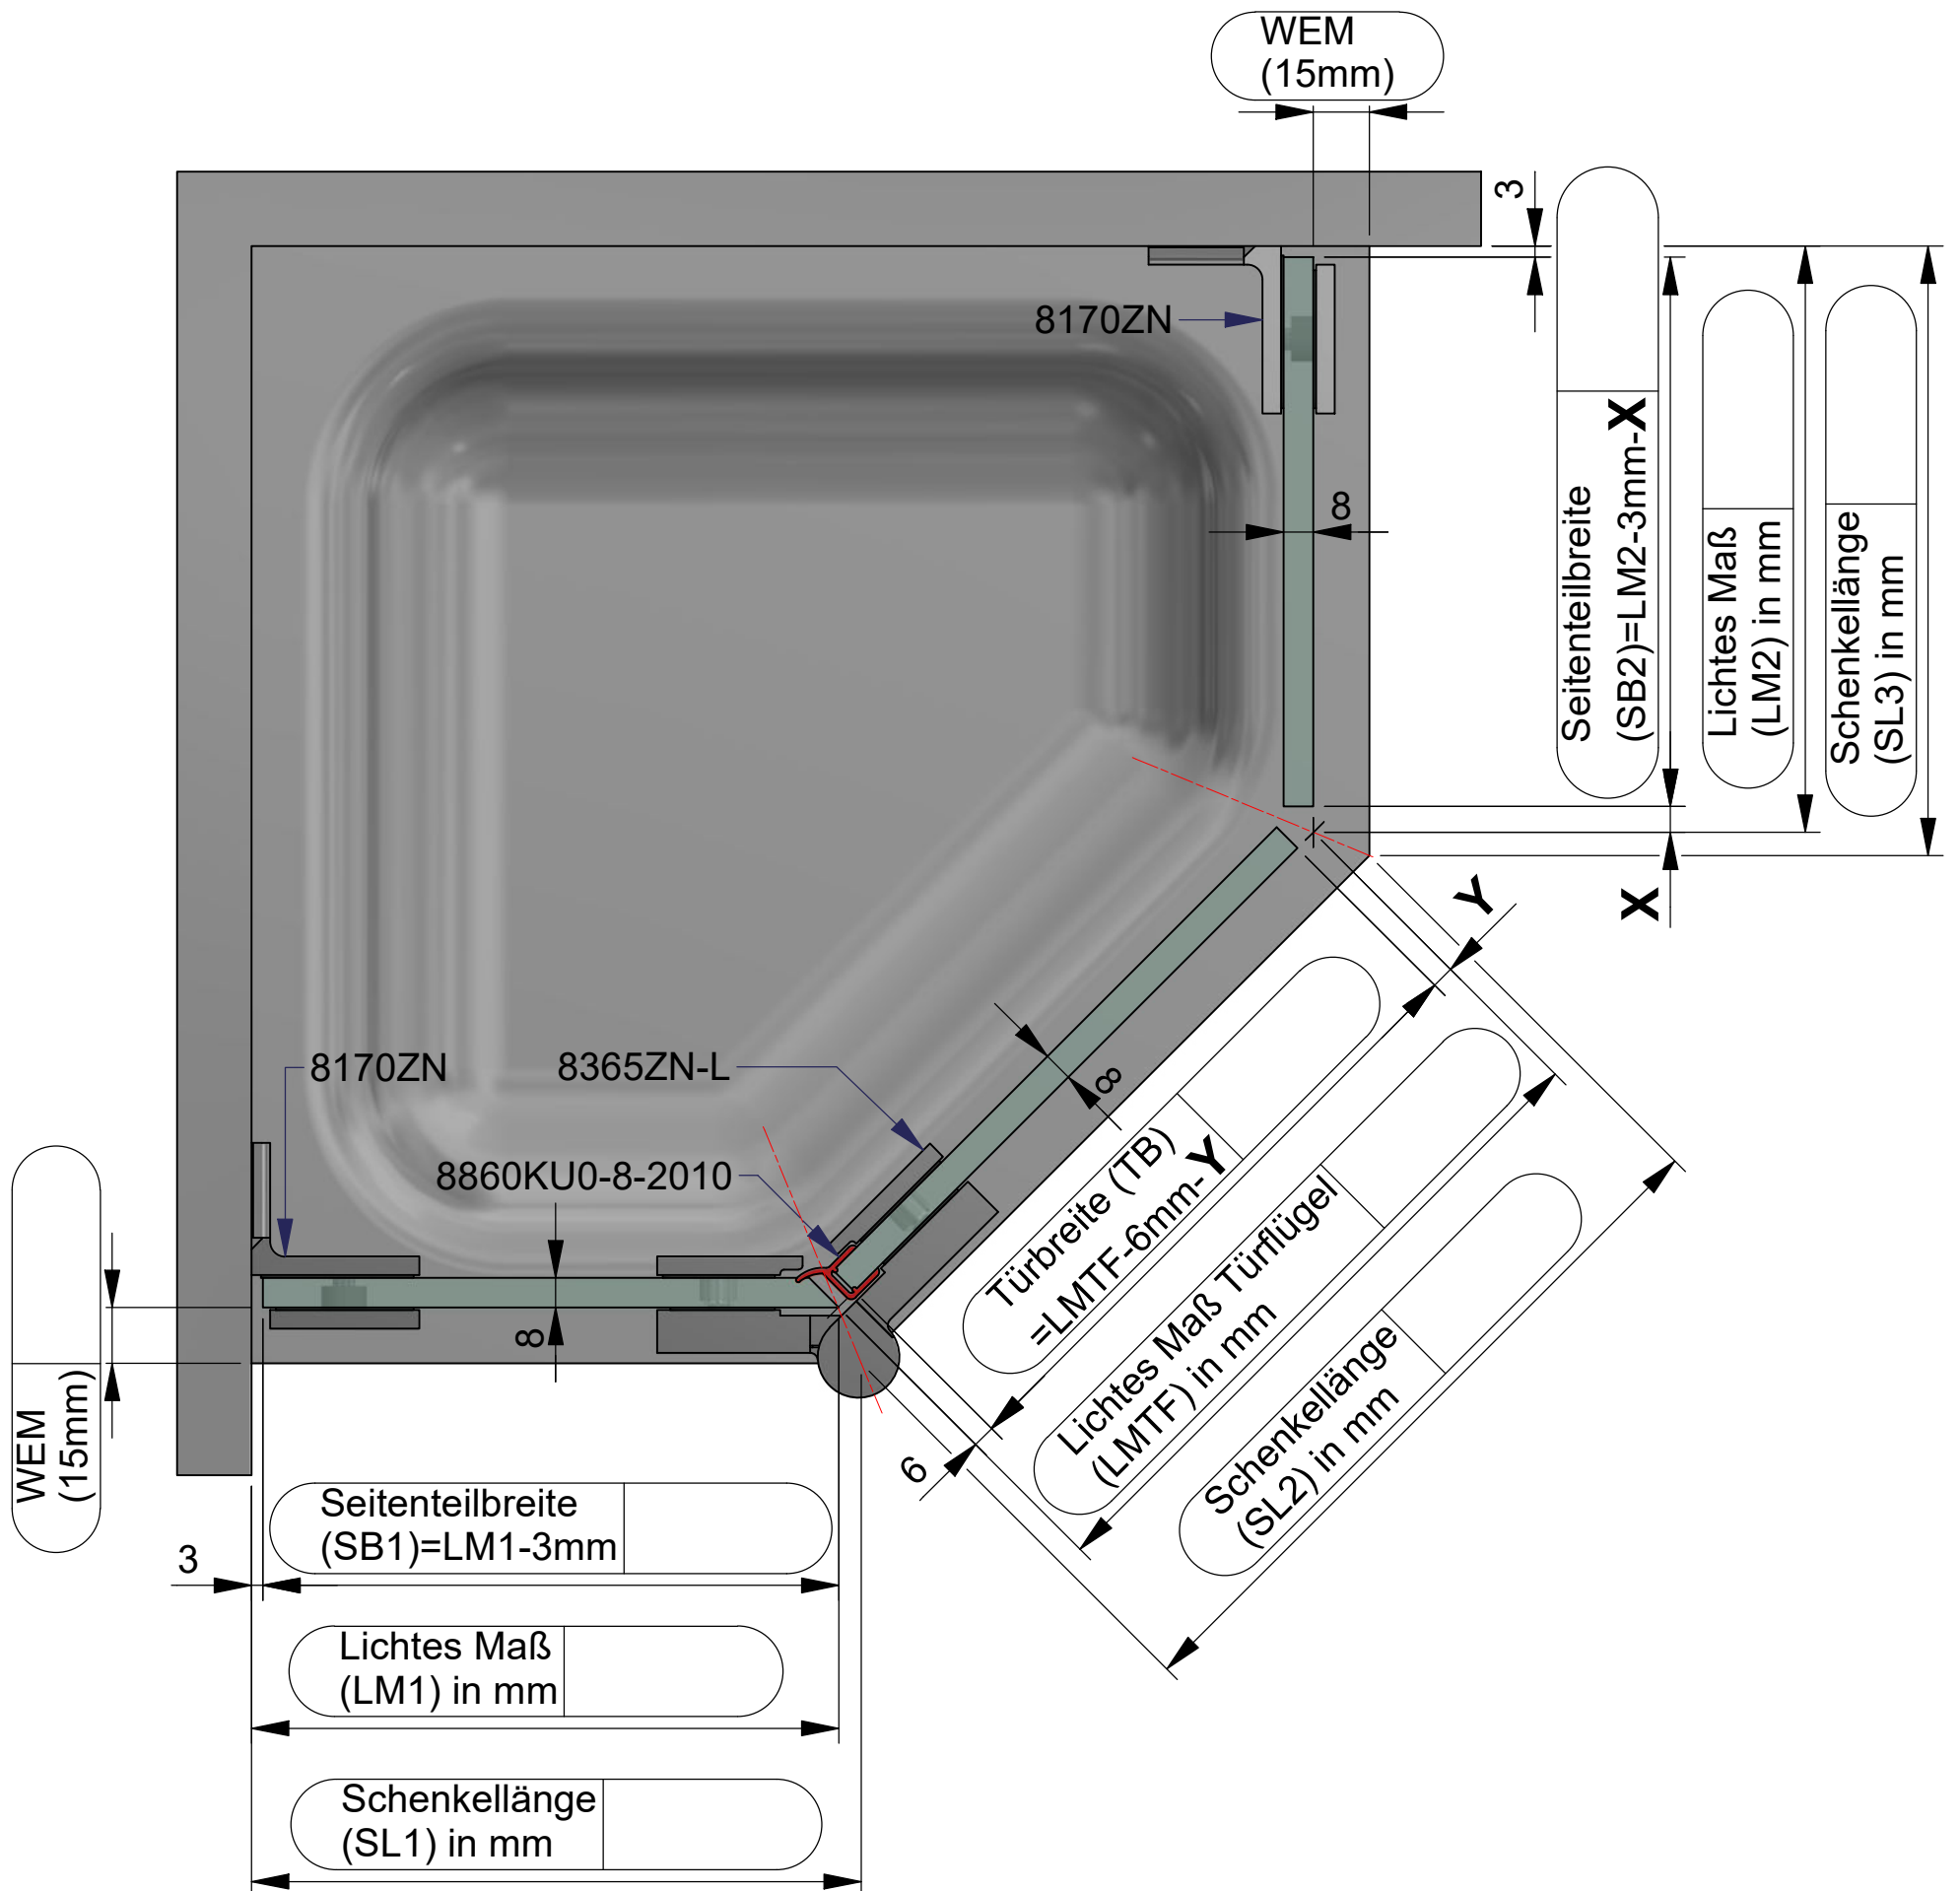 WEM
(15mm)
3
8170ZN
8
Seitenteilbreite
(SB2)=LM2-3mm-X
Lichtes Maß
(LM2) in mm
Schenkellänge
(SL3) in mm
X
Y
8170ZN
8365ZN-L
8860KU0-8-2010
8
8
Türbreite (TB)
=LMTF-6mm-Y
Lichtes Maß Türflügel
(LMTF) in mm
Schenkellänge
(SL2) in mm
6
WEM
(15mm)
3
Seitenteilbreite
(SB1)=LM1-3mm
Lichtes Maß
(LM1) in mm
Schenkellänge
(SL1) in mm